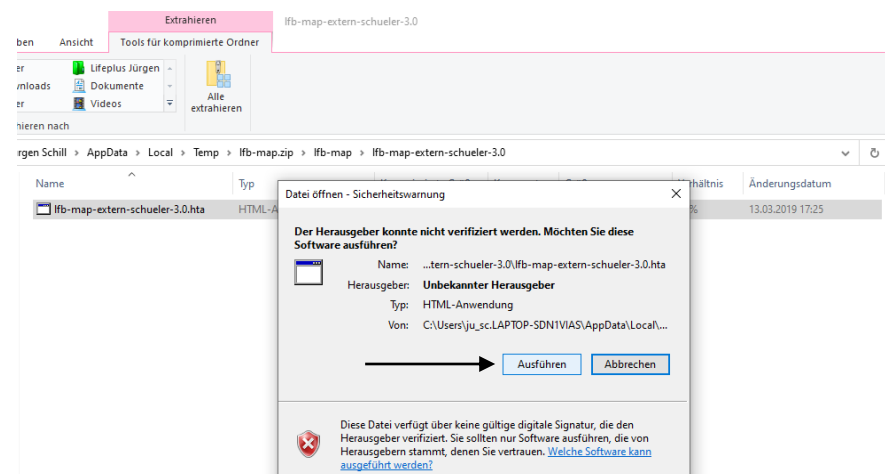 Extrahieren
lfb-map-extern-schueler-3.0
ben Ansicht Tools für komprimierte Ordner
er Lifeplus Jürgen
vnloads Dokumente
er Videos
Alle
extrahieren
hieren nach
rgen Schill > AppData > Local > Temp > lfb-map.zip > lfb-map > lfb-map-extern-schueler-3.0
Name Typ rhältnis Änderungsdatum
lfb-map-extern-schueler-3.0.hta HTML-A % 13.03.2019 17:25
Datei öffnen - Sicherheitswarnung
Der Herausgeber konnte nicht verifiziert werden. Möchten Sie diese
Software ausführen?
Name: ...tern-schueler-3.0\lfb-map-extern-schueler-3.0.hta
Herausgeber: Unbekannter Herausgeber
Typ: HTML-Anwendung
Von: C:\Users\ju_sc.LAPTOP-SDN1VIAS\AppData\Local\...
Ausführen Abbrechen
Diese Datei verfügt über keine gültige digitale Signatur, die den
Herausgeber verifiziert. Sie sollten nur Software ausführen, die von
Herausgebern stammt, denen Sie vertrauen. Welche Software kann
ausgeführt werden?